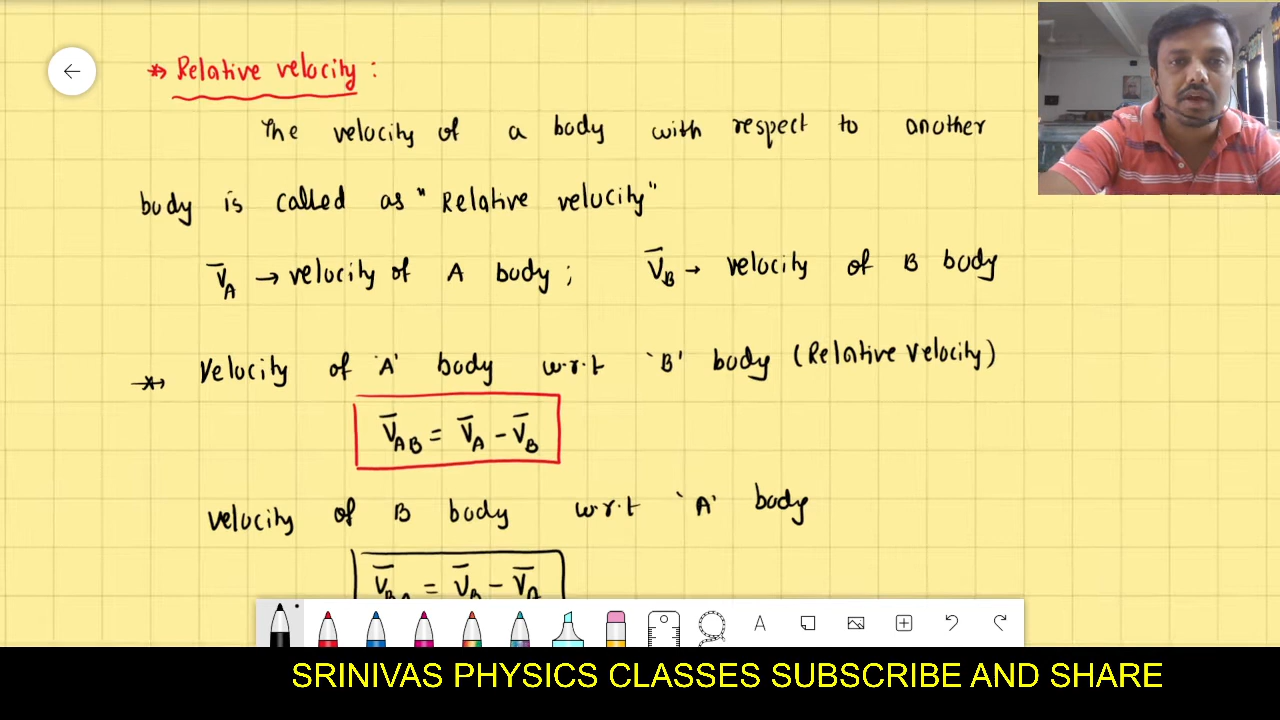 * Relative velocity :
The velocity of a body with respect to another
body is called as "Relative velocity"
V̄A → velocity of A body ; V̄B → velocity of B body
* Velocity of 'A' body w.r.t 'B' body (Relative Velocity)
V̄AB = V̄A - V̄B
velocity of B body w.r.t 'A' body
V̄BA = V̄B - V̄A
A
SRINIVAS PHYSICS CLASSES SUBSCRIBE AND SHARE